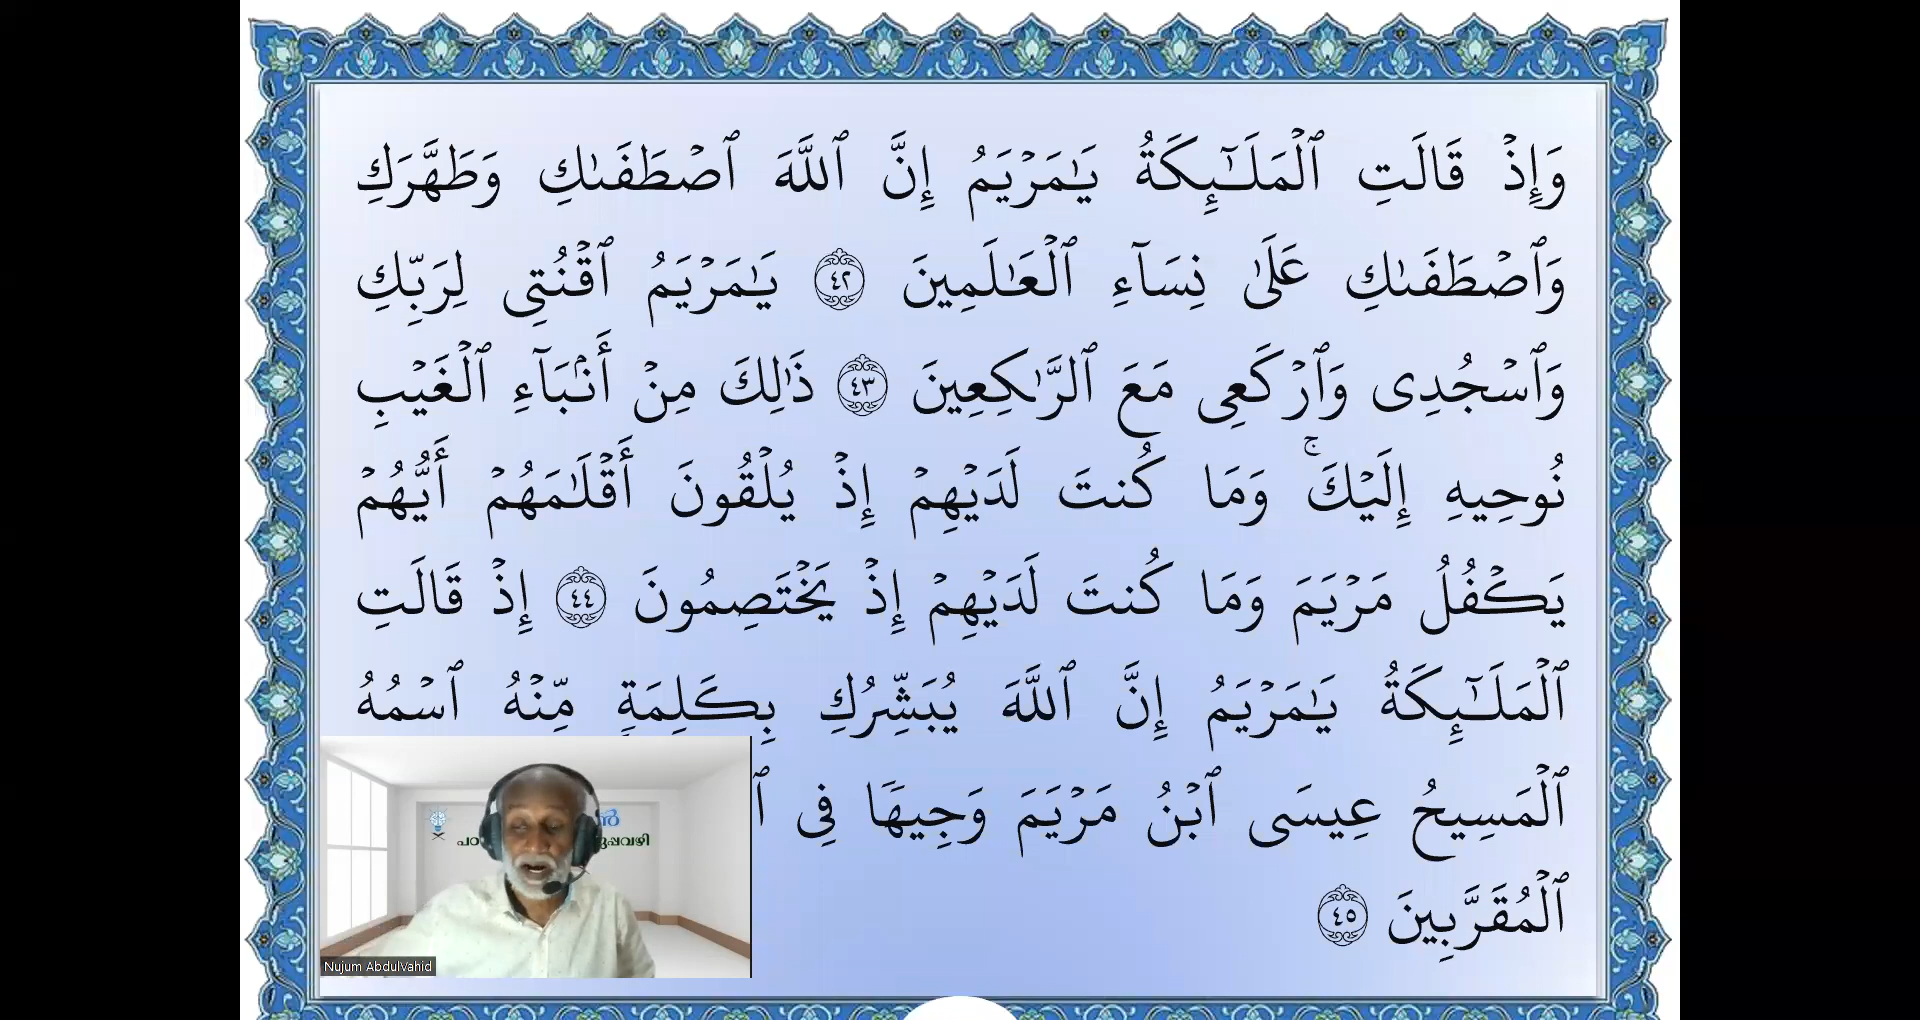 وَإِذۡ قَالَتِ ٱلۡمَلَـٰٓئِكَةُ يَـٰمَرۡيَمُ إِنَّ ٱللَّهَ ٱصۡطَفَىٰكِ وَطَهَّرَكِ
وَٱصۡطَفَىٰكِ عَلَىٰ نِسَآءِ ٱلۡعَـٰلَمِينَ ٤٢ يَـٰمَرۡيَمُ ٱقۡنُتِى لِرَبِّكِ
وَٱسۡجُدِى وَٱرۡكَعِى مَعَ ٱلرَّٰكِعِينَ ٤٣ ذَٰلِكَ مِنۡ أَنۢبَآءِ ٱلۡغَيۡبِ
نُوحِيهِ إِلَيۡكَۚ وَمَا كُنتَ لَدَيۡهِمۡ إِذۡ يُلۡقُونَ أَقۡلَـٰمَهُمۡ أَيُّهُمۡ
يَكۡفُلُ مَرۡيَمَ وَمَا كُنتَ لَدَيۡهِمۡ إِذۡ يَخۡتَصِمُونَ ٤٤ إِذۡ قَالَتِ
ٱلۡمَلَـٰٓئِكَةُ يَـٰمَرۡيَمُ إِنَّ ٱللَّهَ يُبَشِّرُكِ بِكَلِمَةٍ مِّنۡهُ ٱسۡمُهُ
ٱلۡمَسِيحُ عِيسَى ٱبۡنُ مَرۡيَمَ وَجِيهًا فِى
ٱلۡمُقَرَّبِينَ ٤٥
Nujum Abdulvahid